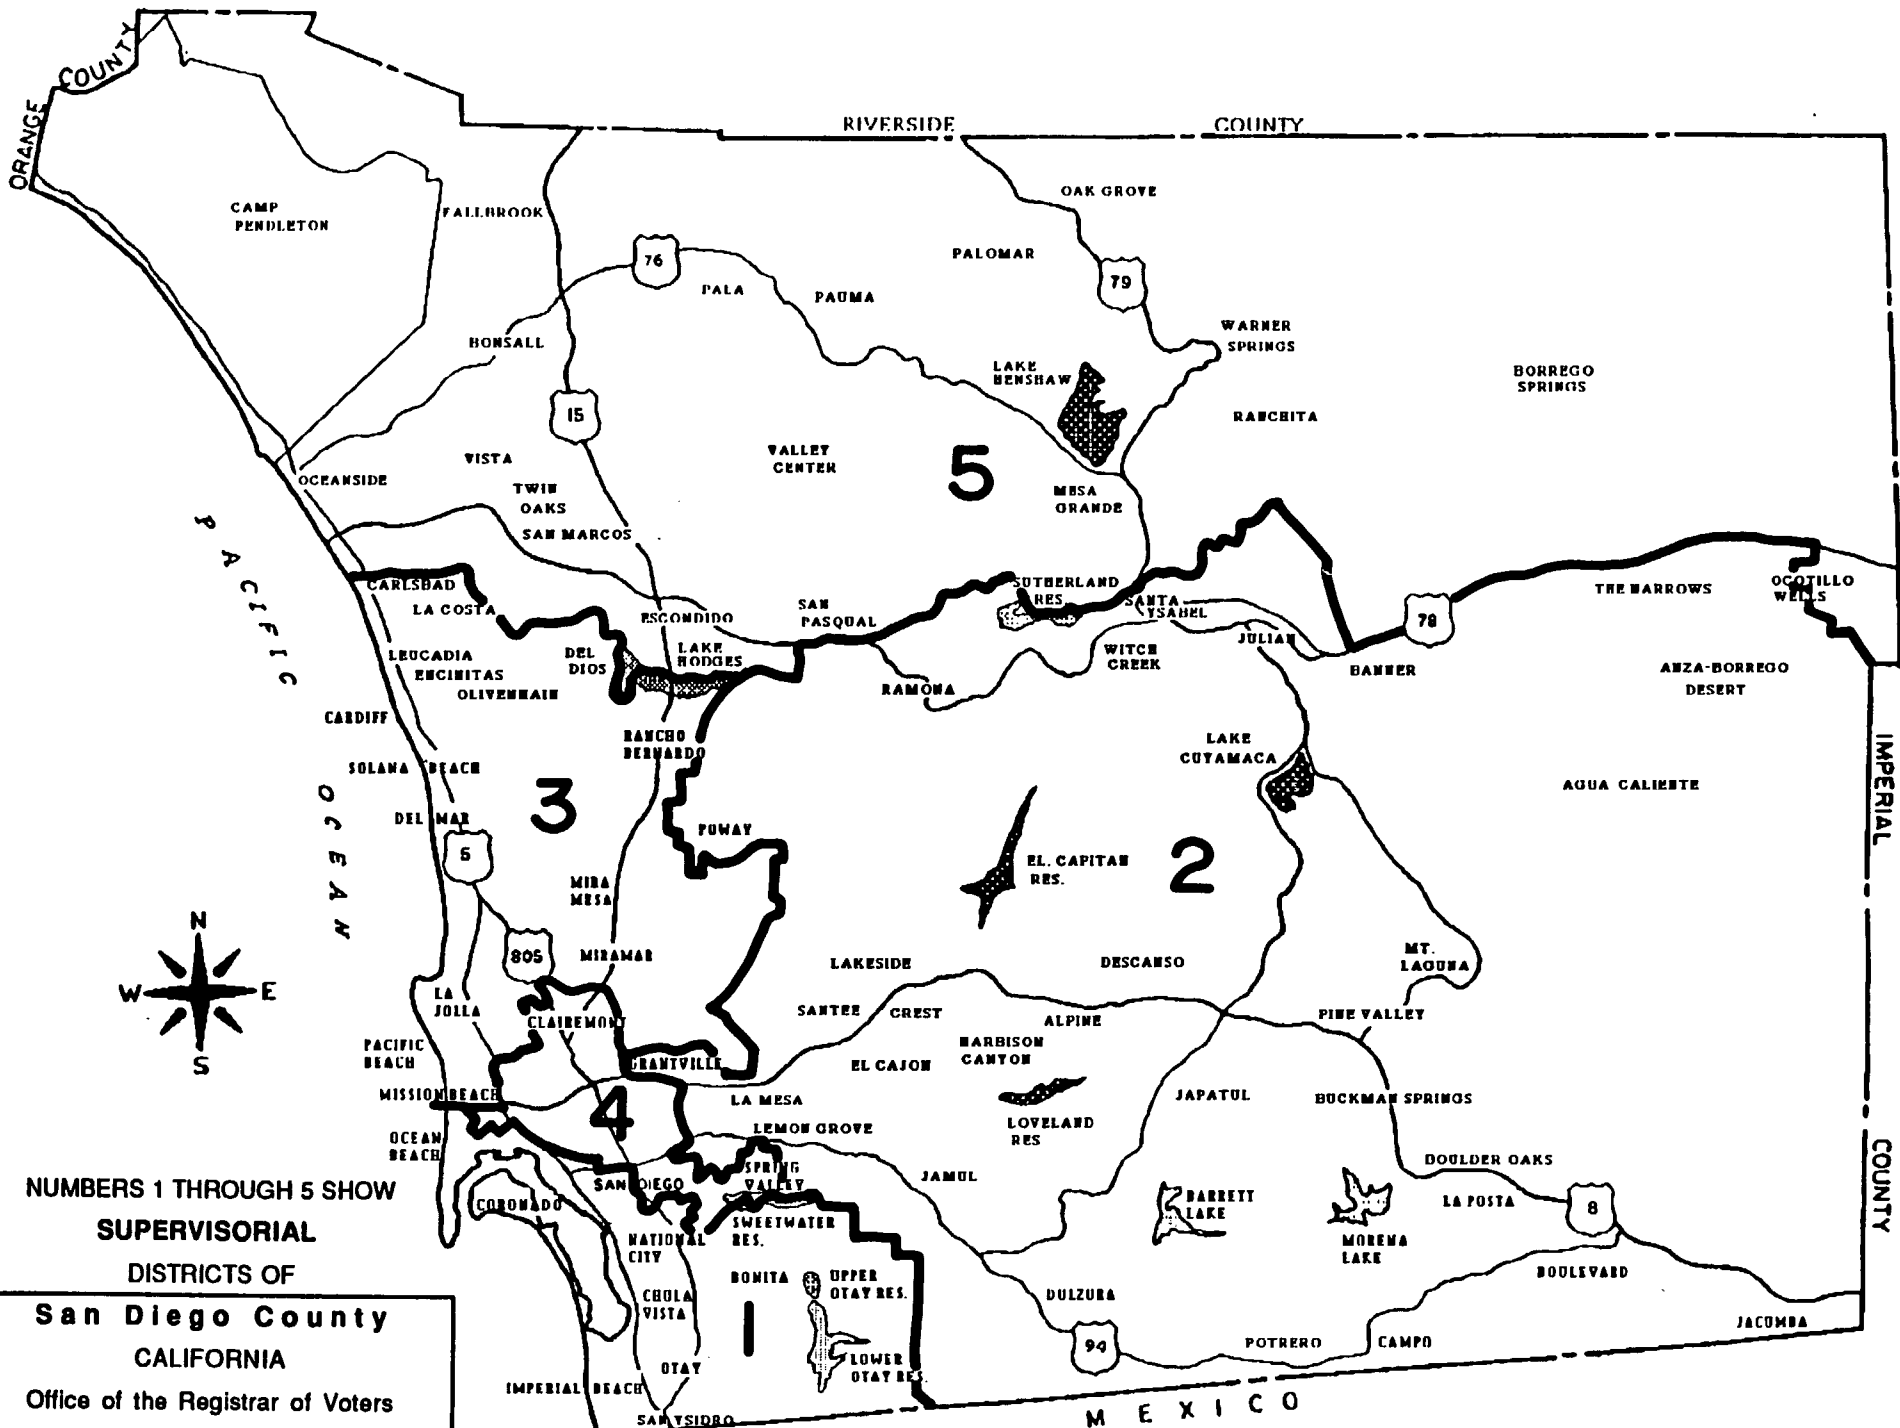 ORANGE COUNTY
RIVERSIDE COUNTY
CAMP
PENDLETON
FALLBROOK
OAK GROVE
PALOMAR
76
79
PALA
PAUMA
WARNER
SPRINGS
BONSALL
LAKE
HENSHAW
BORREGO
SPRINGS
15
RANCHITA
VISTA
VALLEY
CENTER
5
OCEANSIDE
TWIN
OAKS
MESA
GRANDE
SAN MARCOS
PACIFIC OCEAN
CARLSBAD
LA COSTA
SUTHERLAND
RES
SANTA
YSABEL
THE NARROWS
OCOTILLO
WELLS
SAN
PASQUAL
ESCONDIDO
78
JULIAN
LEUCADIA
ENCINITAS
OLIVENHAIN
DEL
DIOS
LAKE
HODGES
WITCH
CREEK
BANNER
ANZA-BORREGO
DESERT
RAMONA
CARDIFF
RANCHO
BERNARDO
LAKE
CUYAMACA
IMPERIAL COUNTY
SOLANA BEACH
3
AGUA CALIENTE
DEL MAR
POWAY
5
2
EL. CAPITAN
RES.
MIRA
MESA
N
W E
S
805
MIRAMAR
LAKESIDE
DESCANSO
MT.
LAGUNA
LA
JOLLA
CLAIREMONT
SANTEE
CREST
ALPINE
PINE VALLEY
PACIFIC
BEACH
GRANTVILLE
EL CAJON
HARBISON
CANYON
MISSION BEACH
4
LA MESA
JAPATUL
BUCKMAN SPRINGS
LOVELAND
RES
OCEAN
BEACH
LEMON GROVE
SPRING
VALLEY
JAMUL
BOULDER OAKS
SAN DIEGO
LA POSTA
8
CORONADO
BARRETT
LAKE
SWEETWATER
RES.
NATIONAL
CITY
MORENA
LAKE
BOULEVARD
BONITA
UPPER
OTAY RES.
CHULA
VISTA
1
DULZURA
JACUMBA
94
POTRERO
CAMPO
OTAY
LOWER
OTAY RES.
IMPERIAL BEACH
SAN YSIDRO
MEXICO
NUMBERS 1 THROUGH 5 SHOW
SUPERVISORIAL
DISTRICTS OF
San Diego County
CALIFORNIA
Office of the Registrar of Voters